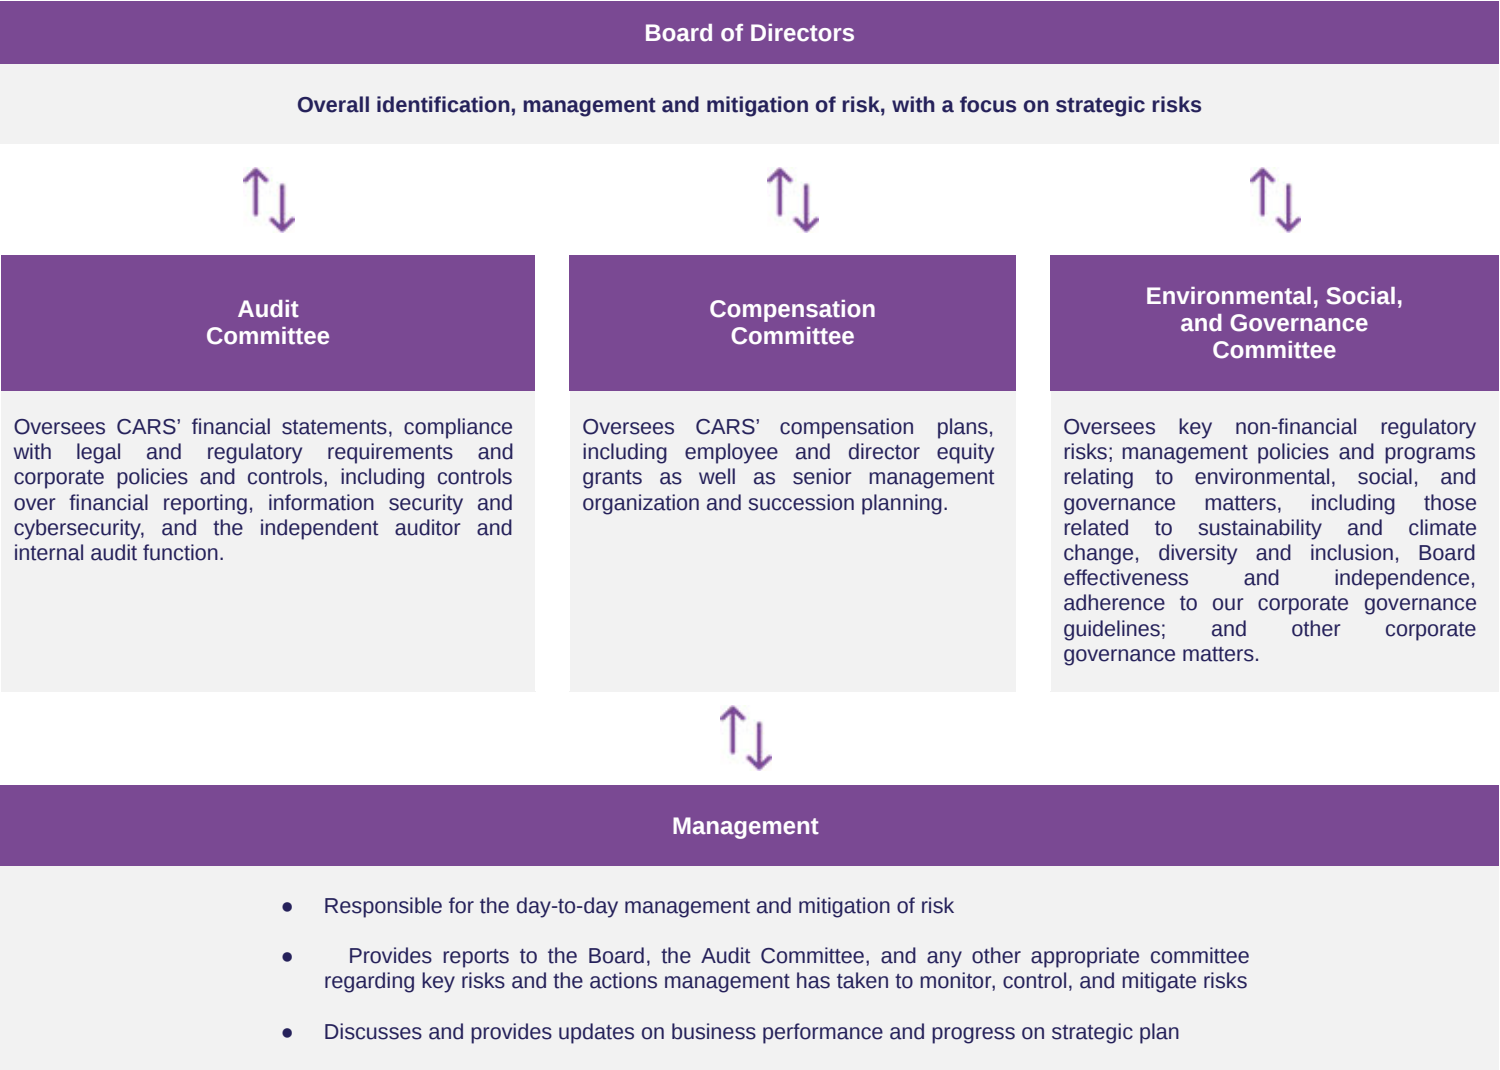 Board of Directors
Overall identification, management and mitigation of risk, with a focus on strategic risks
Audit
Committee
Oversees CARS’ financial statements, compliance
with legal and regulatory requirements and
corporate policies and controls, including controls
over financial reporting, information security and
cybersecurity, and the independent auditor and
internal audit function.
Compensation
Committee
Oversees CARS’ compensation plans,
including employee and director equity
grants as well as senior management
organization and succession planning.
Environmental, Social,
and Governance
Committee
Oversees key non-financial regulatory
risks; management policies and programs
relating to environmental, social, and
governance matters, including those
related to sustainability and climate
change, diversity and inclusion, Board
effectiveness and independence,
adherence to our corporate governance
guidelines; and other corporate
governance matters.
Management
● Responsible for the day-to-day management and mitigation of risk
● Provides reports to the Board, the Audit Committee, and any other appropriate committee
regarding key risks and the actions management has taken to monitor, control, and mitigate risks
● Discusses and provides updates on business performance and progress on strategic plan